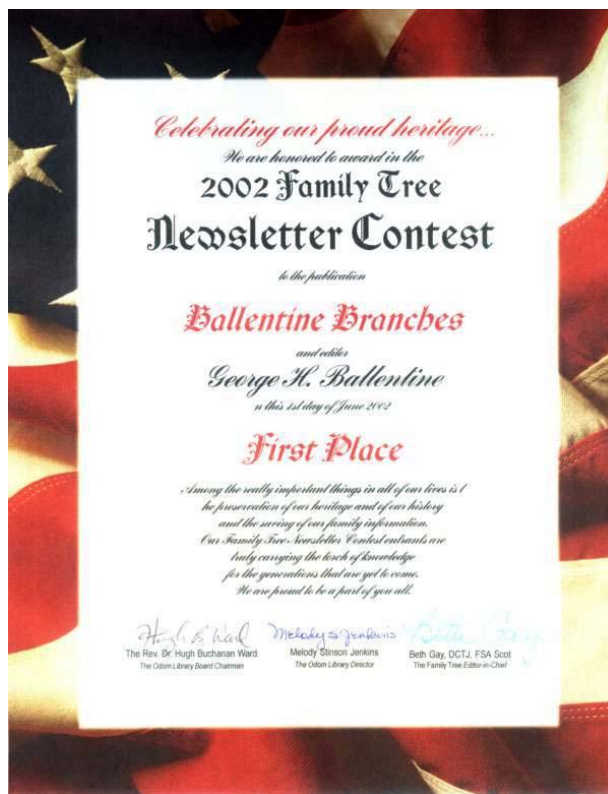 Celebrating our proud heritage...
We are honored to award in the
2002 Family Tree
Newsletter Contest
to the publication
Ballentine Branches
and editor
George H. Ballentine
n this 1st day of June 2002
First Place
Among the really important things in all of our lives is t
he preservation of our heritage and of our history
and the saving of our family information.
Our Family Tree Newsletter Contest entrants are
truly carrying the torch of knowledge
for the generations that are yet to come.
We are proud to be a part of you all.
Hugh B. Ward Melody S Jenkins Beth Gay
The Rev. Dr. Hugh Buchanan Ward Melody Stinson Jenkins Beth Gay, DCTJ, FSA Scot
The Odom Library Board Chairman The Odom Library Director The Family Tree Editor-in-Chief